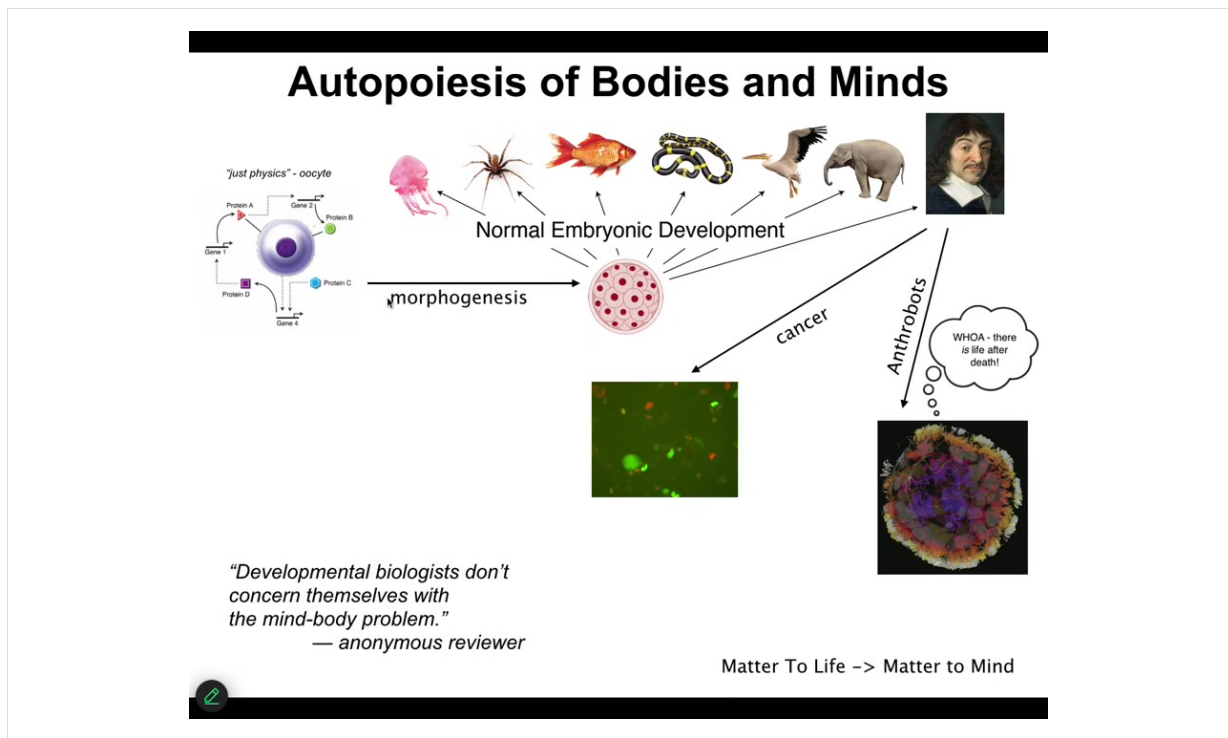 Autopoiesis of Bodies and Minds
"just physics" - oocyte
Protein A
Gene 2
Protein B
Gene 1
Protein D
Protein C
Gene 4
Normal Embryonic Development
morphogenesis
cancer
Anthrobots
WHOA - there
is life after
death!
"Developmental biologists don't
concern themselves with
the mind-body problem."
— anonymous reviewer
Matter To Life -> Matter to Mind